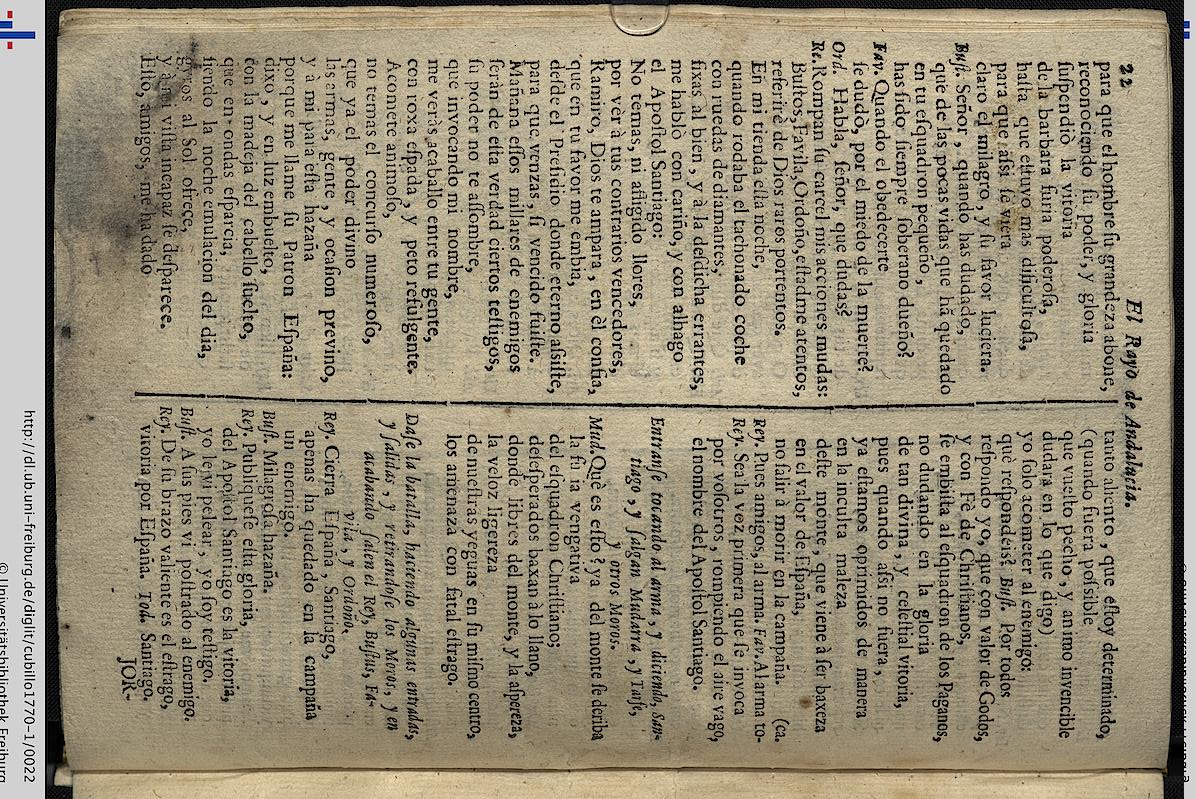 22
El Rayo de Andalucia.
para que el hombre su grandeza abone,
reconociendo su poder, y gloria
suspendiò la vitoria
de la barbara furia poderosa,
hasta que estuvo mas dificultosa,
para que assi se viera
claro el milagro, y su favor luciera.
Bust. Señor, quando has dudado,
que de las pocas vidas que hã quedado
en tu esquadron pequeño,
has sido siempre soberano dueño?
Fav. Quando el obedecerte
se dudò, por el miedo de la muerte?
Ord. Habla, señor, que dudas?
Re. Rompan su carcel mis acciones mudas:
Bustos, Favila, Ordoño, estadme atentos,
referirè de Dios raros portentos.
En mi tienda esta noche,
quando rodaba el tachonado coche
con ruedas de diamantes,
fixas al bien, y à la desdicha errantes,
me hablò con cariño, y con alhago
el Apostol Santiago:
No temas, ni afligido llores,
por ver à tus contrarios vencedores,
Ramiro, Dios te ampara, en èl confia,
que en tu favor me embia,
desde el Presidio donde eterno assiste,
para que venzas, si vencido fuiste.
Mañana essos millares de enemigos
seràn de esta verdad ciertos testigos,
su poder no te assombre,
que invocando mi nombre,
me veràs acaballo entre tu gente,
con roxa espada, y peto refulgente.
Acomete animoso,
no temas el concurso numeroso,
que ya el poder divino
las armas, gente, y ocasion previno,
y à mi para esta hazaña
porque me llame su Patron España:
dixo, y en luz embuelto,
con la madexa del cabello suelto,
que en ondas esparcia,
siendo la noche emulacion del dia,
al Sol ofrece,
y à mi vista incapaz se desparece.
Esto, amigos, me ha dado
tanto aliento, que estoy determinado,
(quando fuera possible
que vuestro pecho, y animo invencible
dudara en lo que digo)
yo solo acometer al enemigo:
què respondeis? Bust. Por todos
respondo yo, que con valor de Godos,
y con Fè de Christianos,
se embista al esquadron de los Paganos,
no dudando en la gloria
de tan divina, y celestial vitoria,
pues quando assi no fuera,
ya estamos oprimidos de manera
en la inculta maleza
deste monte, que viene à ser baxeza
en el valor de España,
no salir à morir en la campaña. (ca.
Rey. Pues amigos, al arma. Fav. Al arma to-
Rey. Sea la voz primera que se invoca
por vosotros, rompiendo el aire vago,
el nombre del Apostol Santiago.
Entranse tocando al arma, y diciendo, San-
tiago, y salgan Mudarra, y Tarfe,
y otros Moros.
Mud. Què es esto? ya del monte se deriba
la furia vengativa
del esquadron Christiano;
desesperados baxan à lo llano,
donde libres del monte, y la aspereza,
la veloz ligereza
de nuestras yeguas en su mismo centro,
los amenaza con fatal estrago.
Dase la batalla, haciendo algunas entradas,
y salidas, y retirandose los Moros, y en
acabando salen el Rey, Bustos, Fa-
vila, y Ordoño.
Rey. Cierra España, Santiago,
apenas ha quedado en la campaña
un enemigo.
Bust. Milagrosa hazaña.
Rey. Publiquese esta gloria,
del Apostol Santiago es la vitoria,
yo le vi pelear, yo soy testigo.
Bust. A sus pies vi postrado al enemigo.
Rey. De su brazo valiente es el estrago,
vitoria por España. Tod. Santiago.
JOR-
http://dl.ub.uni-freiburg.de/diglit/cubillo1770-1/0022
© Universitätsbibliothek Freiburg